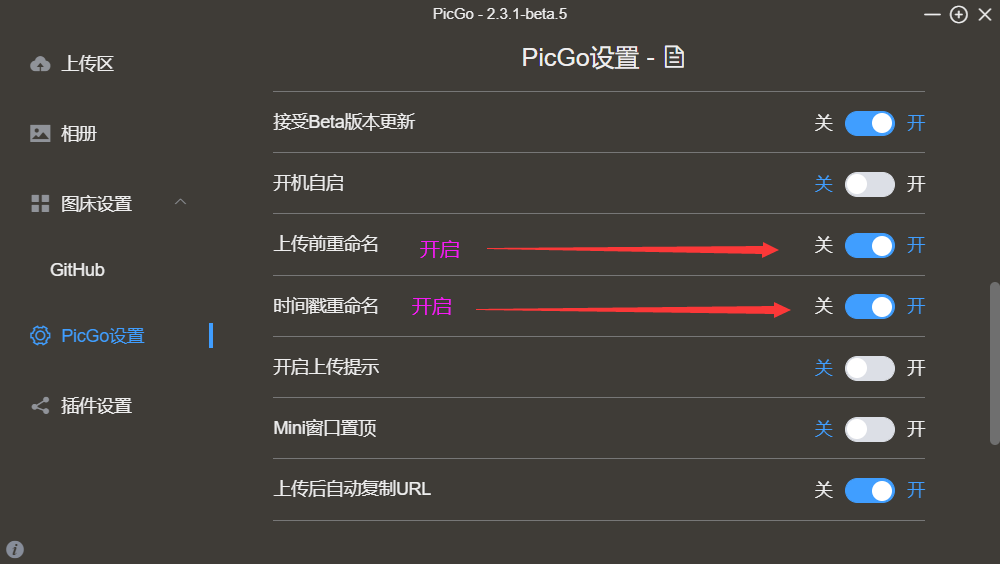 PicGo - 2.3.1-beta.5
PicGo设置 -
上传区
相册
图床设置
GitHub
PicGo设置
插件设置
接受Beta版本更新 关 开
开机自启 关 开
上传前重命名 开启 关 开
时间戳重命名 开启 关 开
开启上传提示 关 开
Mini窗口置顶 关 开
上传后自动复制URL 关 开